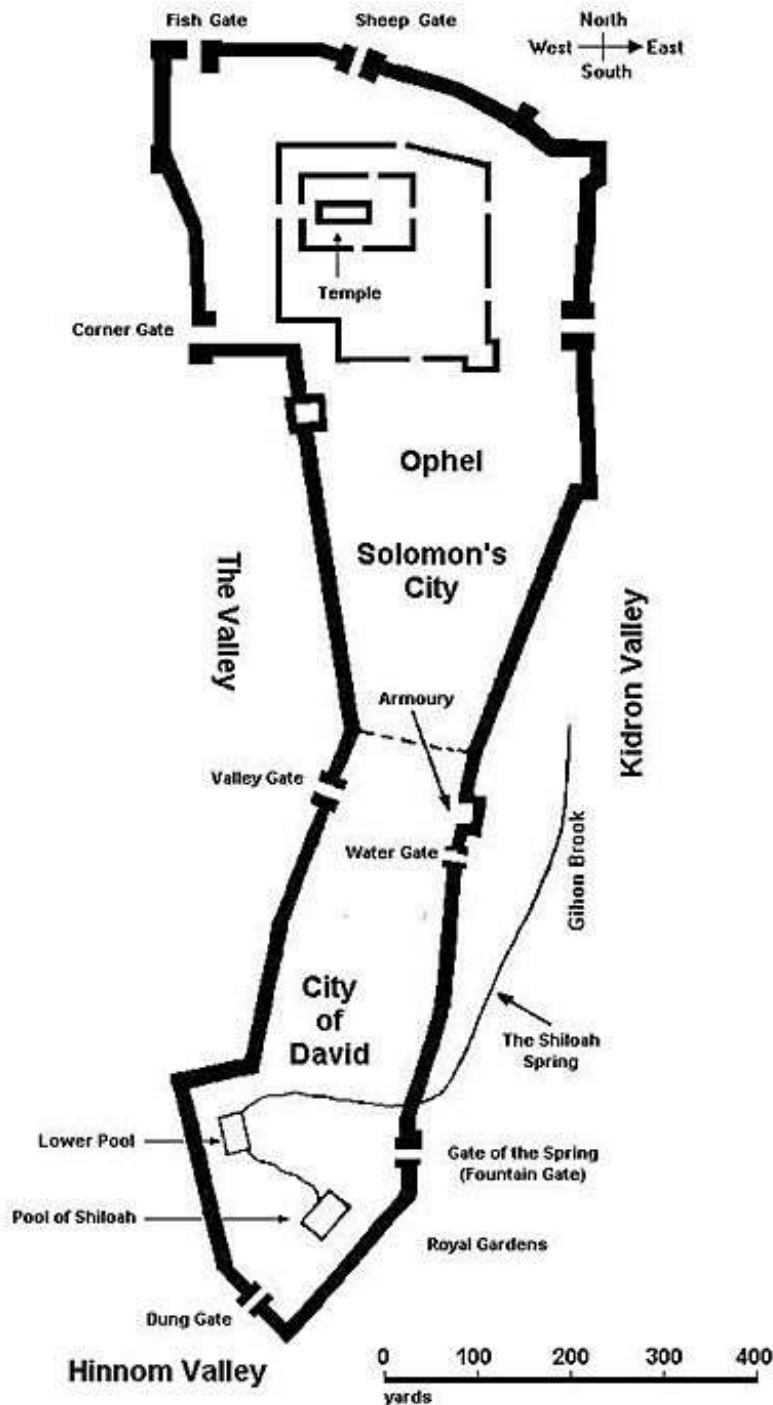 Fish Gate
Sheep Gate
North
West
East
South
Temple
Corner Gate
Ophel
Solomon's
City
The Valley
Kidron Valley
Armoury
Valley Gate
Water Gate
Gihon Brook
City
of
David
The Shiloah
Spring
Lower Pool
Gate of the Spring
(Fountain Gate)
Pool of Shiloah
Royal Gardens
Dung Gate
Hinnom Valley
0 100 200 300 400
yards